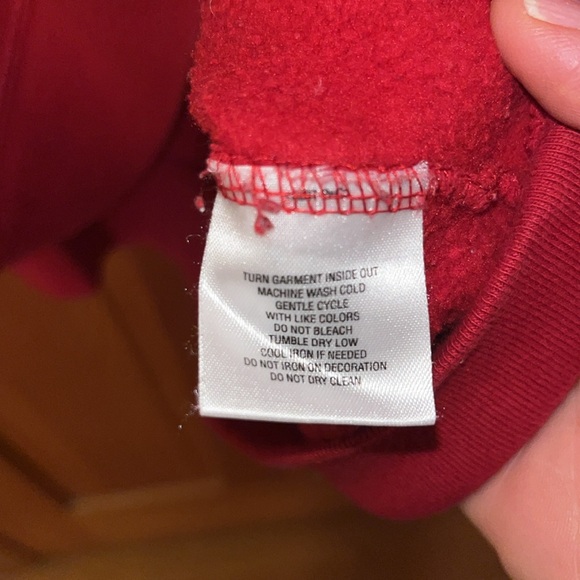 TURN GARMENT INSIDE OUT
MACHINE WASH COLD
GENTLE CYCLE
WITH LIKE COLORS
DO NOT BLEACH
TUMBLE DRY LOW
COOL IRON IF NEEDED
DO NOT IRON ON DECORATION
DO NOT DRY CLEAN